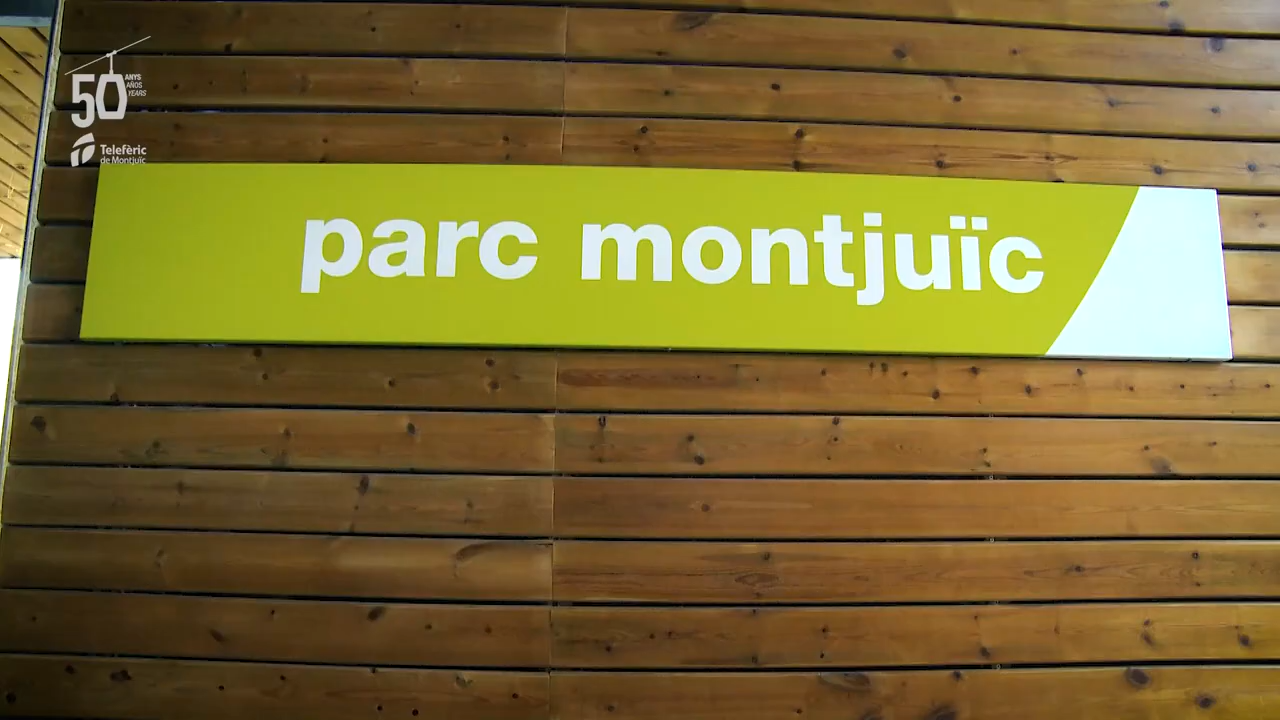 50 ANYS
AÑOS
YEARS
Telefèric
de Montjuïc
parc montjuïc